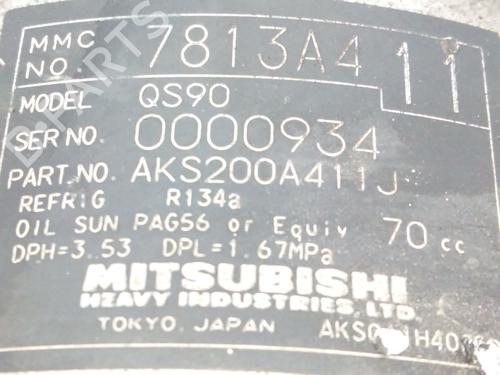 MMC NO 7813A411
MODEL QS90
SER NO. 0000934
PART. NO. AKS200A411J
REFRIG R134a
OIL SUN PAG56 or Equiv 70 cc
DPH=3.53 DPL=1.67MPa
MITSUBISHI
HEAVY INDUSTRIES, LTD.
TOKYO, JAPAN
B-PARTS